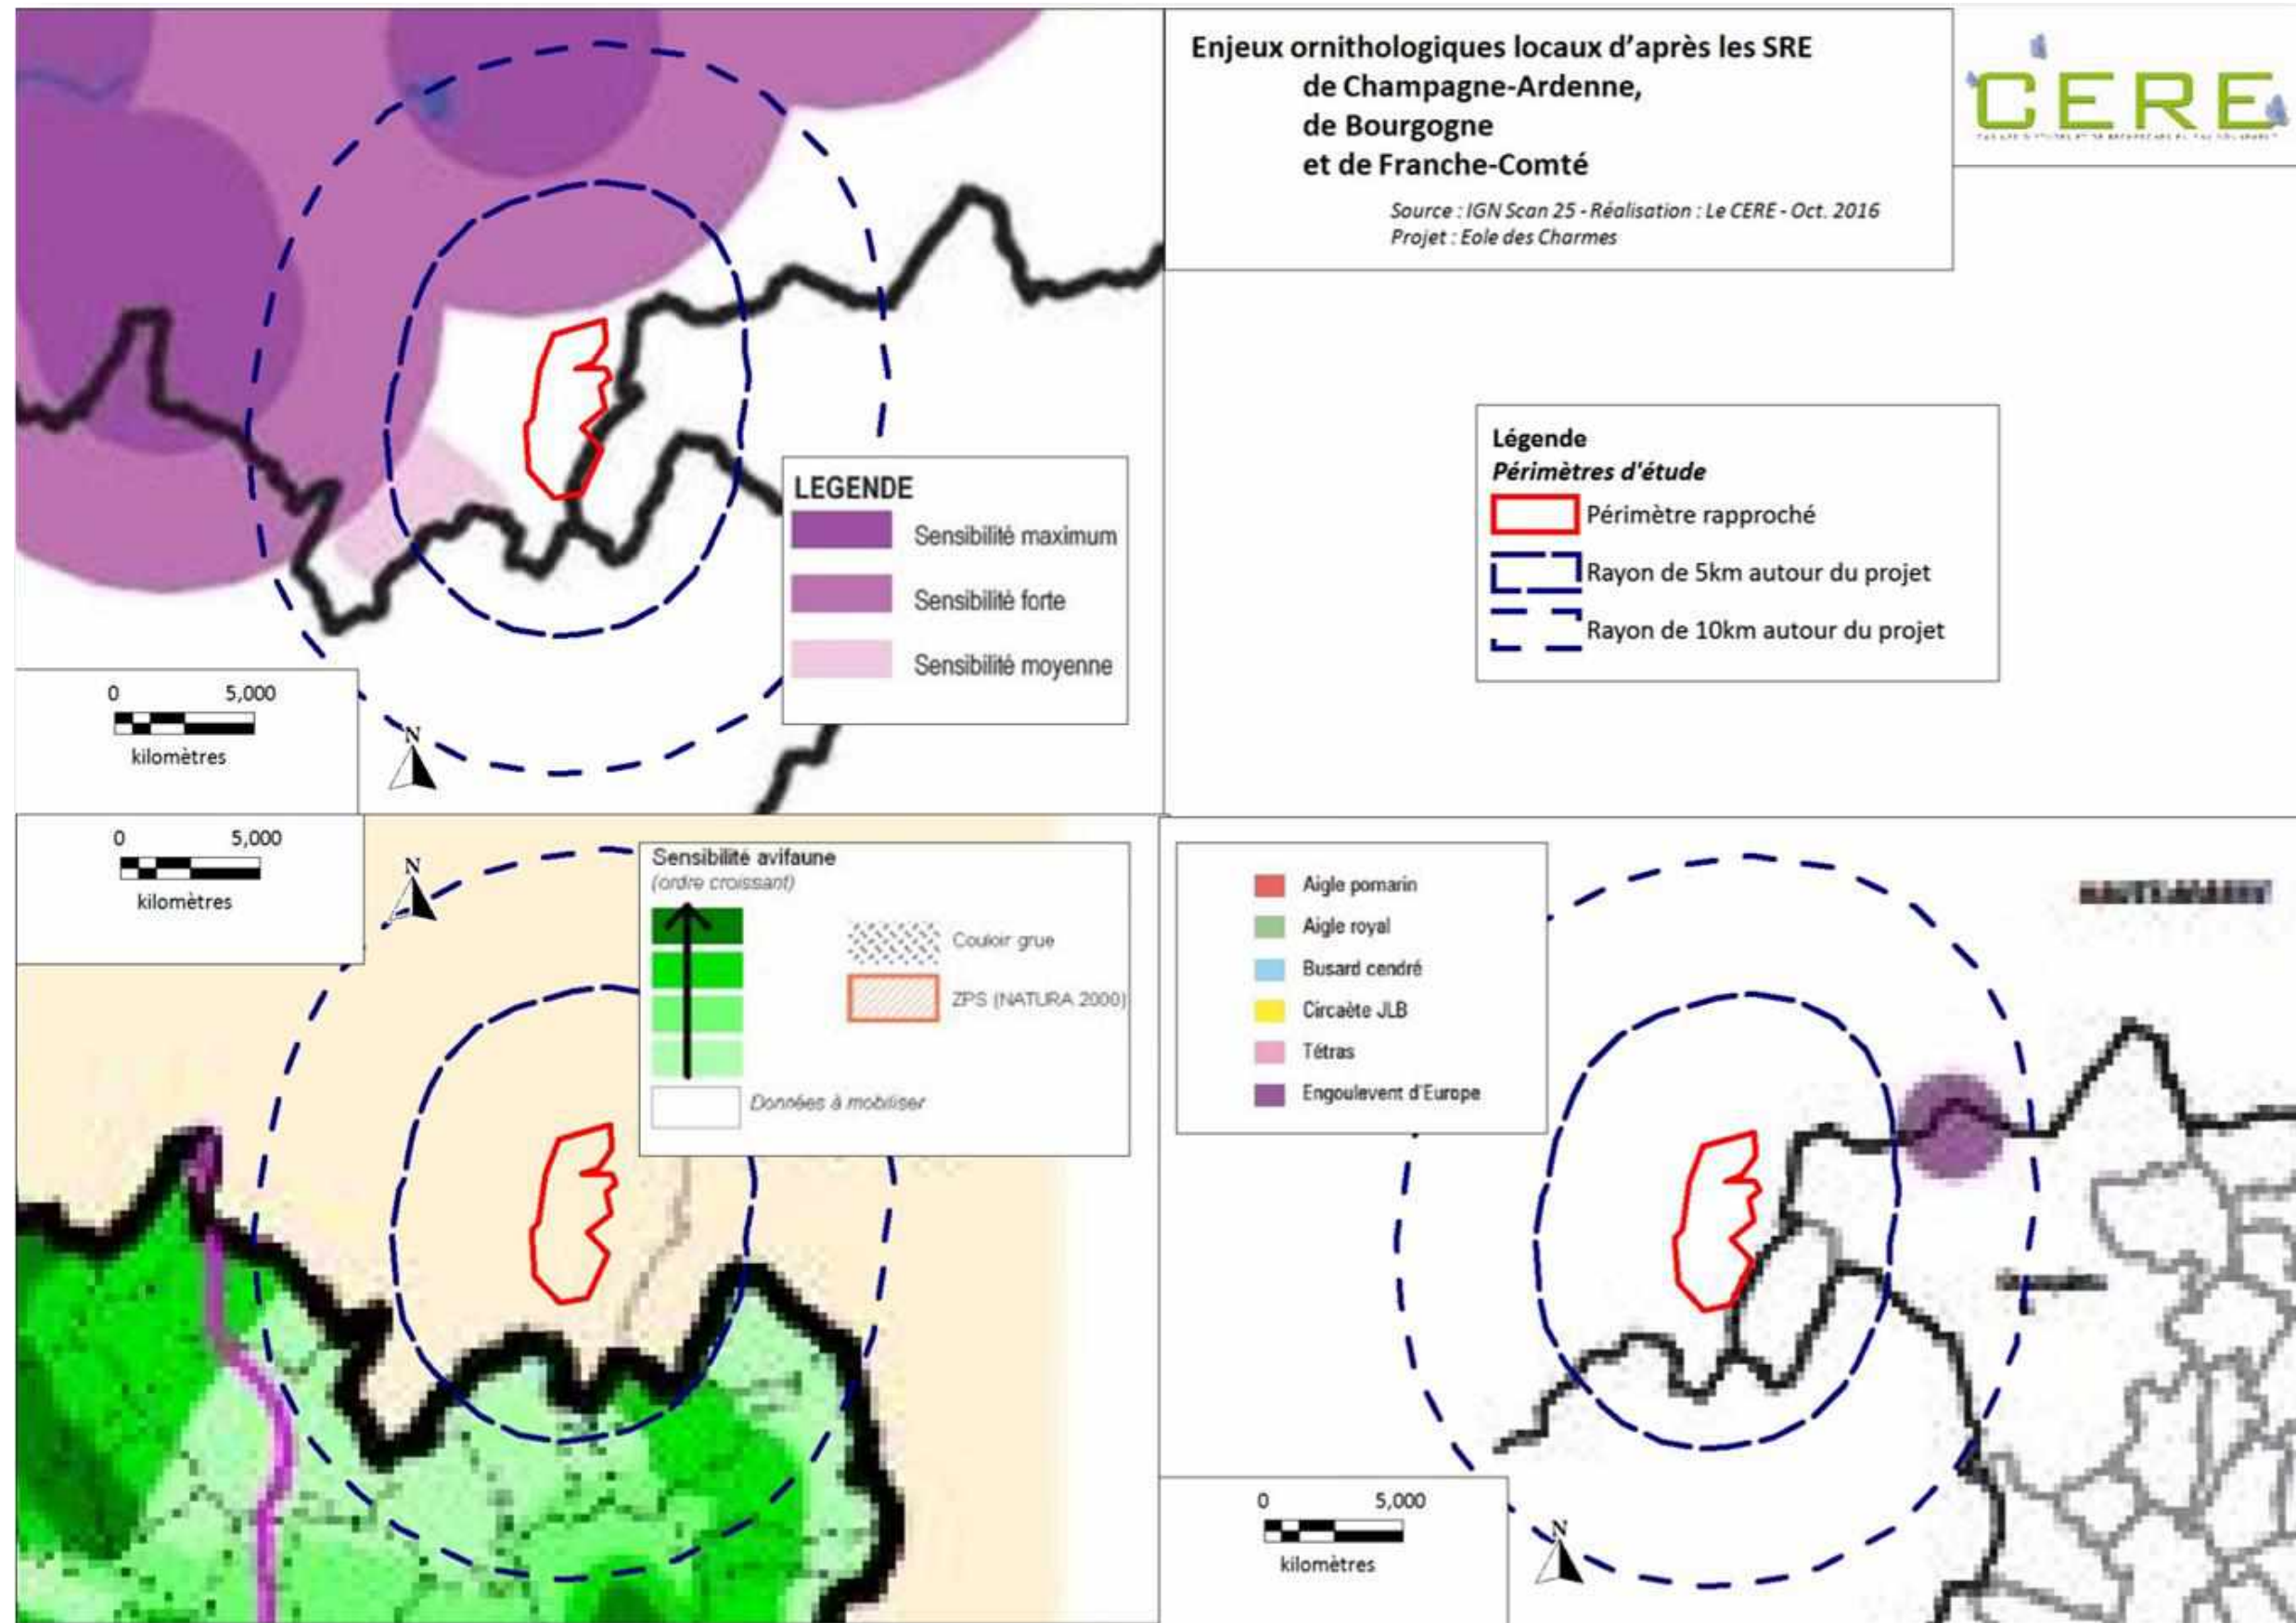 Enjeux ornithologiques locaux d'après les SRE
de Champagne-Ardenne,
de Bourgogne
et de Franche-Comté
Source : IGN Scan 25 - Réalisation : Le CERE - Oct. 2016
Projet : Eole des Charmes
CERE
LEGENDE
Sensibilité maximum
Sensibilité forte
Sensibilité moyenne
0 5,000
kilomètres
N
Légende
Périmètres d'étude
Périmètre rapproché
Rayon de 5km autour du projet
Rayon de 10km autour du projet
0 5,000
kilomètres
N
Sensibilité avifaune
(ordre croissant)
Couloir grue
ZPS (NATURA 2000)
Données à mobiliser
Aigle pomarin
Aigle royal
Busard cendré
Circaète JLB
Tétras
Engoulevent d'Europe
0 5,000
kilomètres
N